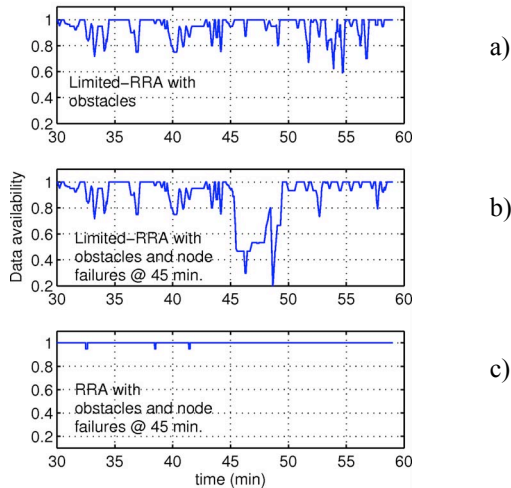 1
0.8
0.6
0.4
0.2
Limited-RRA with
obstacles
30 35 40 45 50 55 60
a)
Data availability
1
0.8
0.6
0.4
0.2
Limited-RRA with
obstacles and node
failures @ 45 min.
30 35 40 45 50 55 60
b)
1
0.8
0.6
0.4
0.2
RRA with
obstacles and node
failures @ 45 min.
30 35 40 45 50 55 60
time (min)
c)